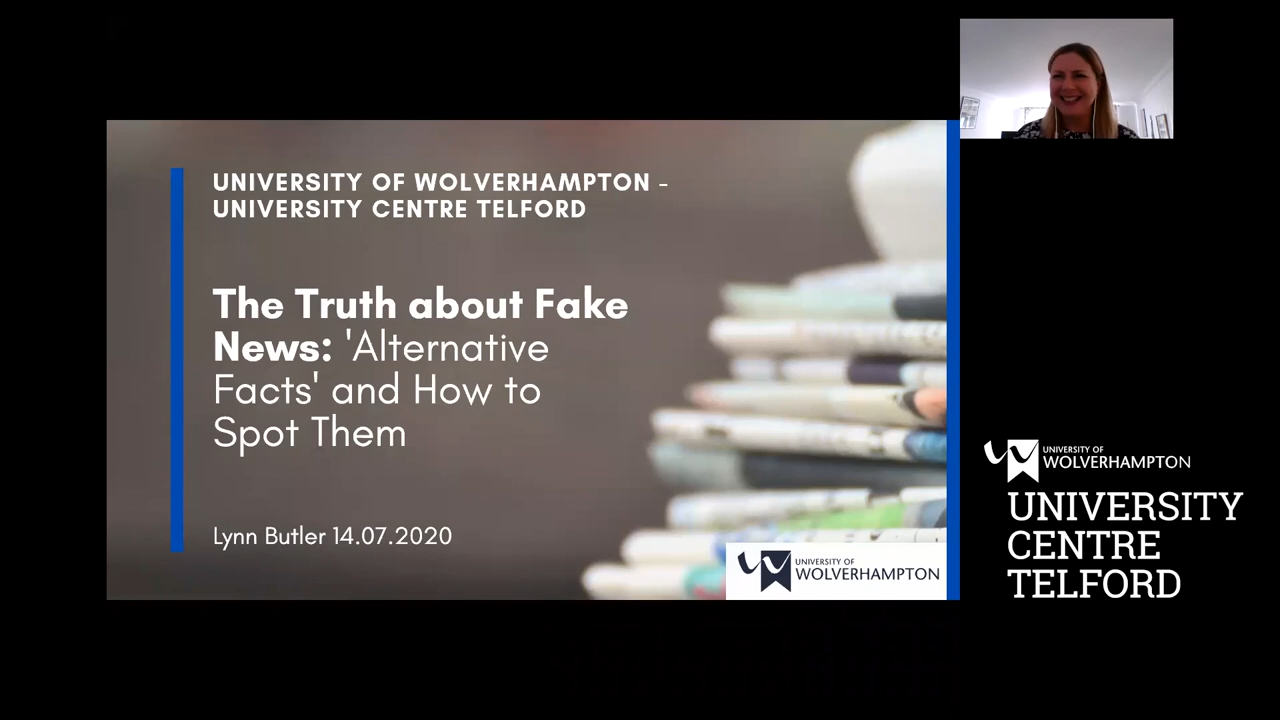 UNIVERSITY OF WOLVERHAMPTON -
UNIVERSITY CENTRE TELFORD
The Truth about Fake
News: 'Alternative
Facts' and How to
Spot Them
Lynn Butler 14.07.2020
UNIVERSITY OF
WOLVERHAMPTON
UNIVERSITY OF
WOLVERHAMPTON
UNIVERSITY
CENTRE
TELFORD